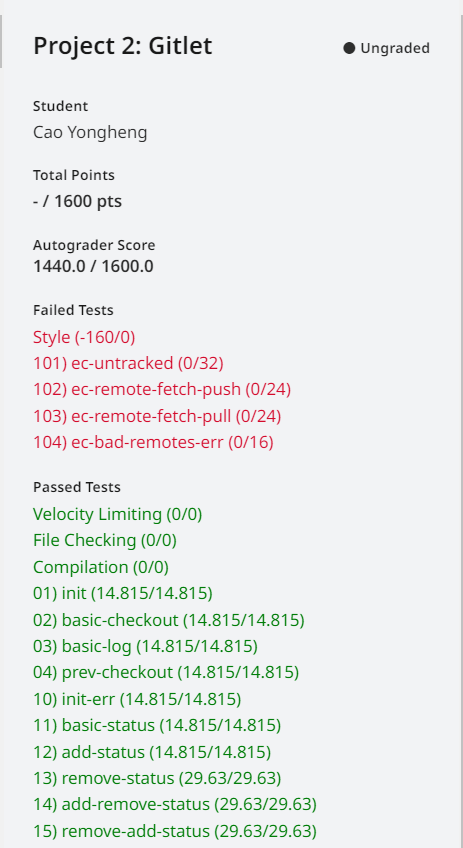 Project 2: Gitlet
Ungraded
Student
Cao Yongheng
Total Points
- / 1600 pts
Autograder Score
1440.0 / 1600.0
Failed Tests
Style (-160/0)
101) ec-untracked (0/32)
102) ec-remote-fetch-push (0/24)
103) ec-remote-fetch-pull (0/24)
104) ec-bad-remotes-err (0/16)
Passed Tests
Velocity Limiting (0/0)
File Checking (0/0)
Compilation (0/0)
01) init (14.815/14.815)
02) basic-checkout (14.815/14.815)
03) basic-log (14.815/14.815)
04) prev-checkout (14.815/14.815)
10) init-err (14.815/14.815)
11) basic-status (14.815/14.815)
12) add-status (14.815/14.815)
13) remove-status (29.63/29.63)
14) add-remove-status (29.63/29.63)
15) remove-add-status (29.63/29.63)